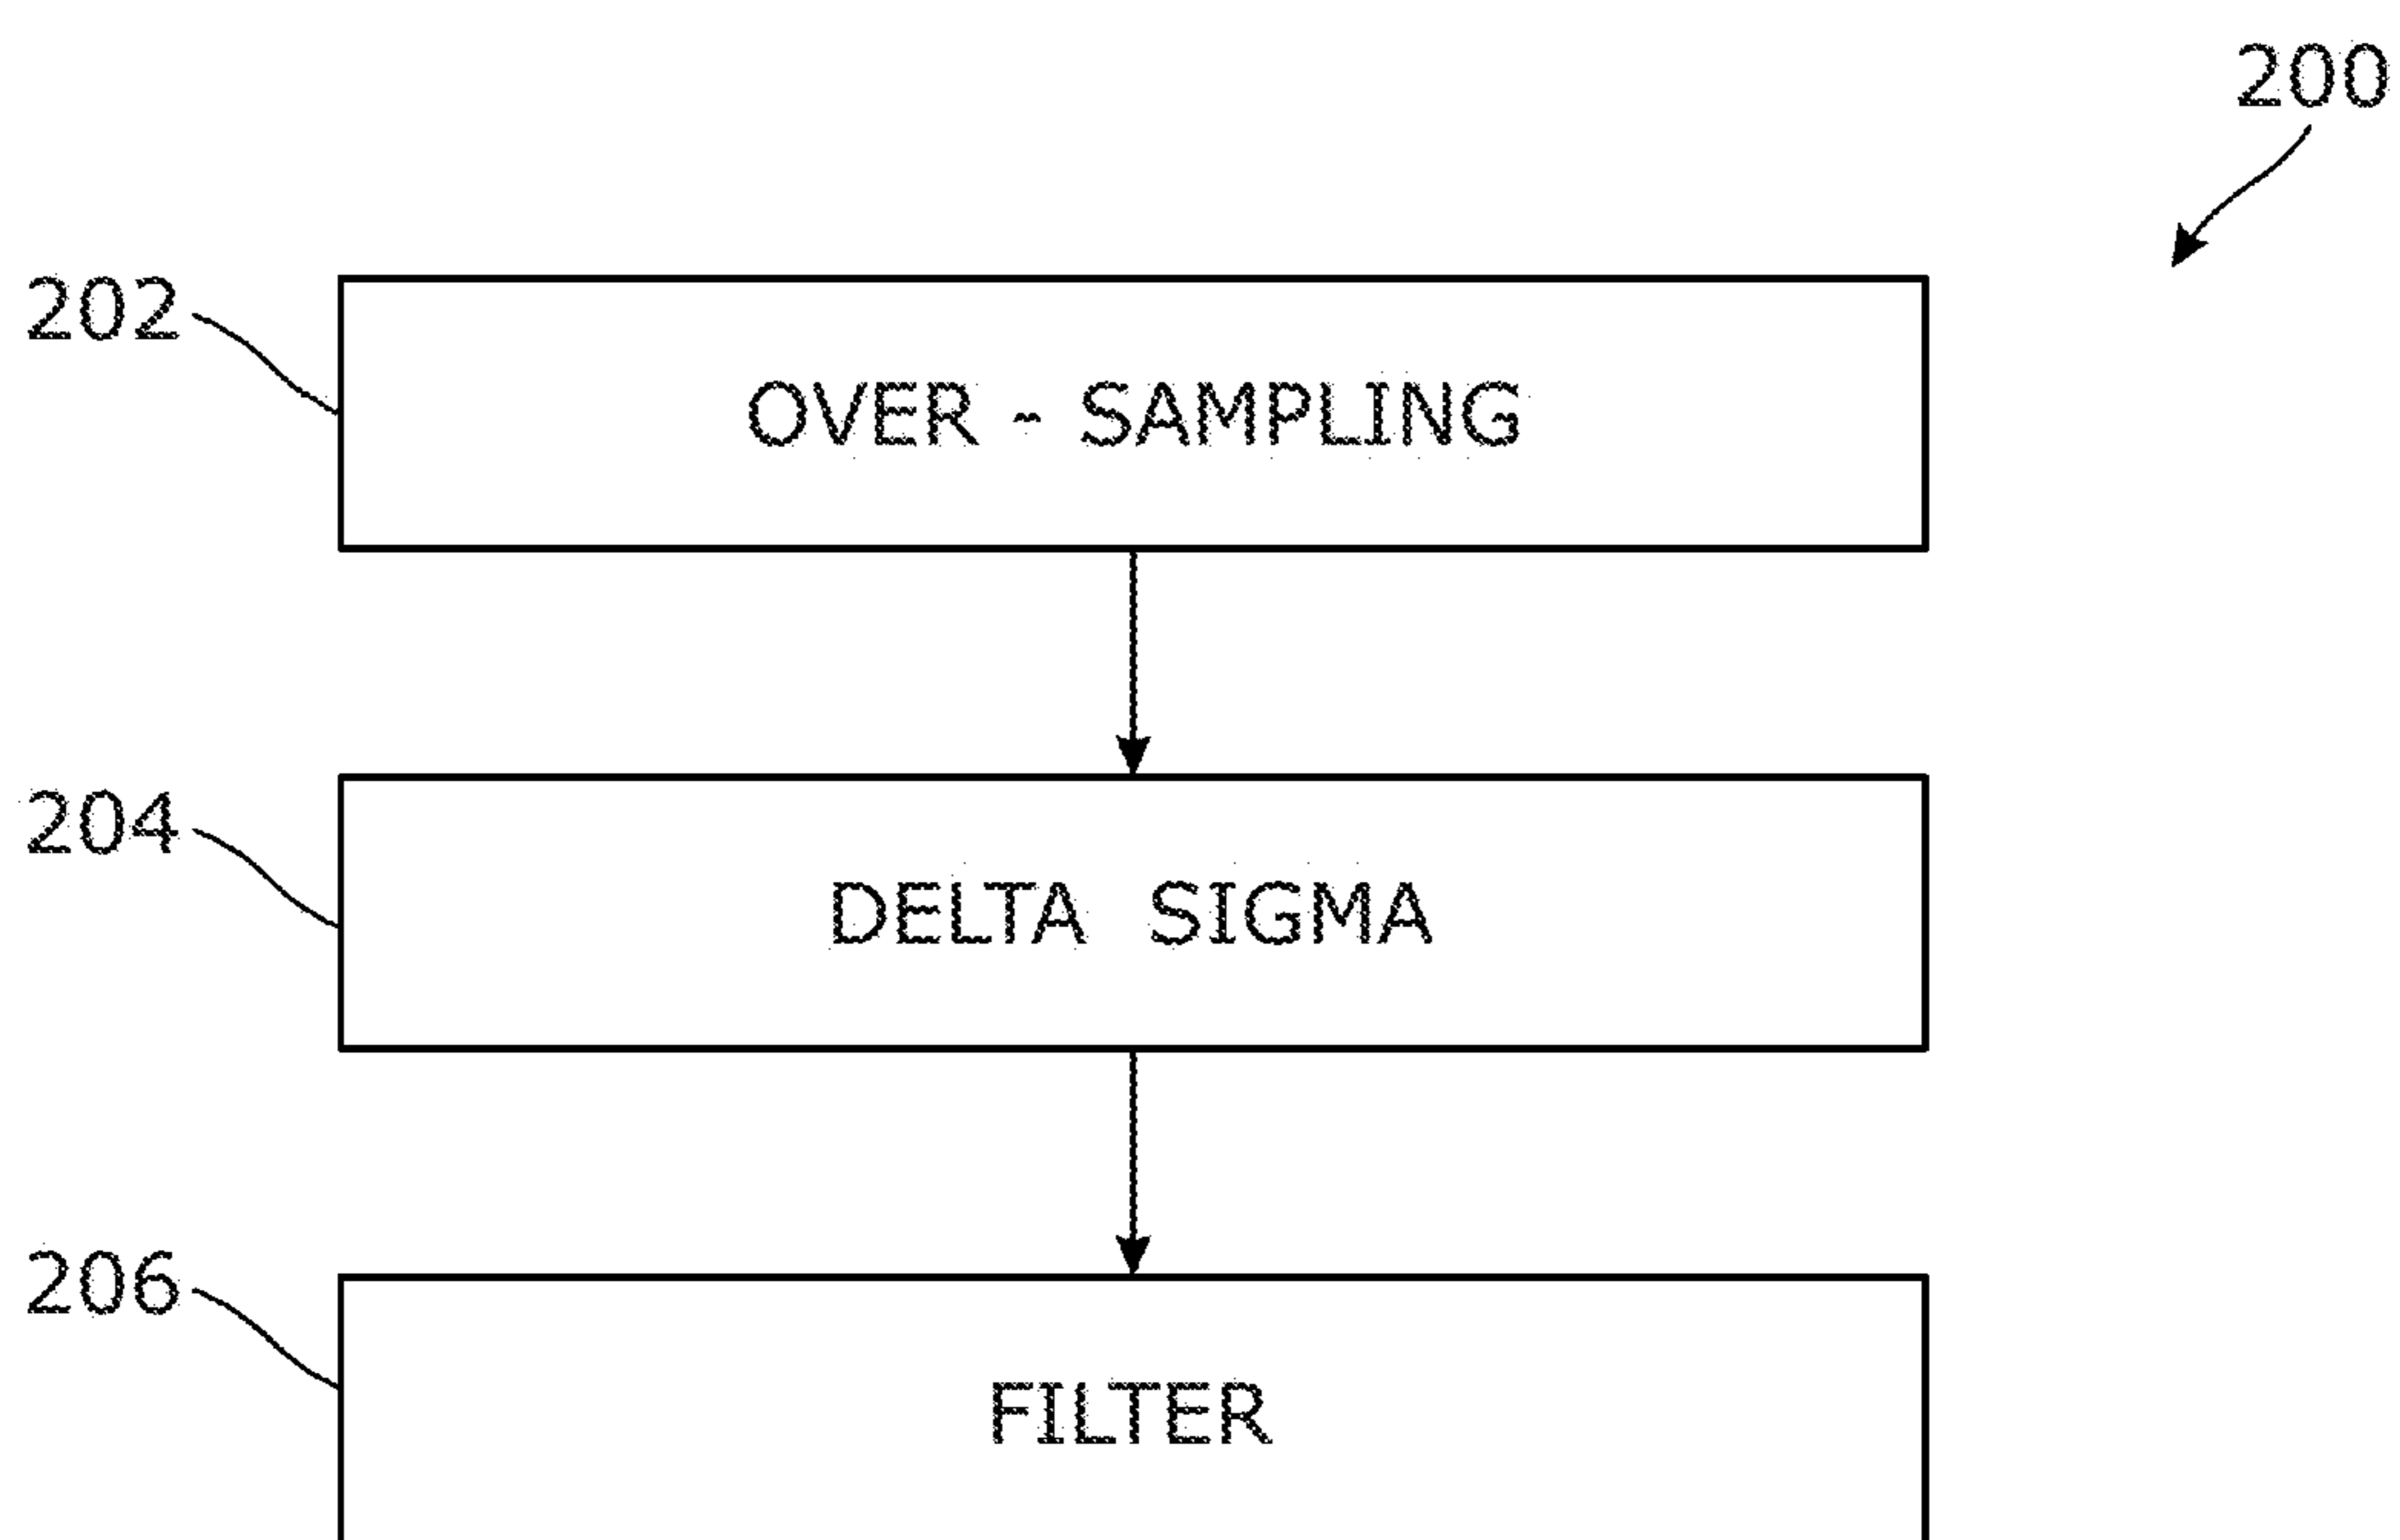 200
202
OVER - SAMPLING
204
DELTA SIGMA
206
FILTER